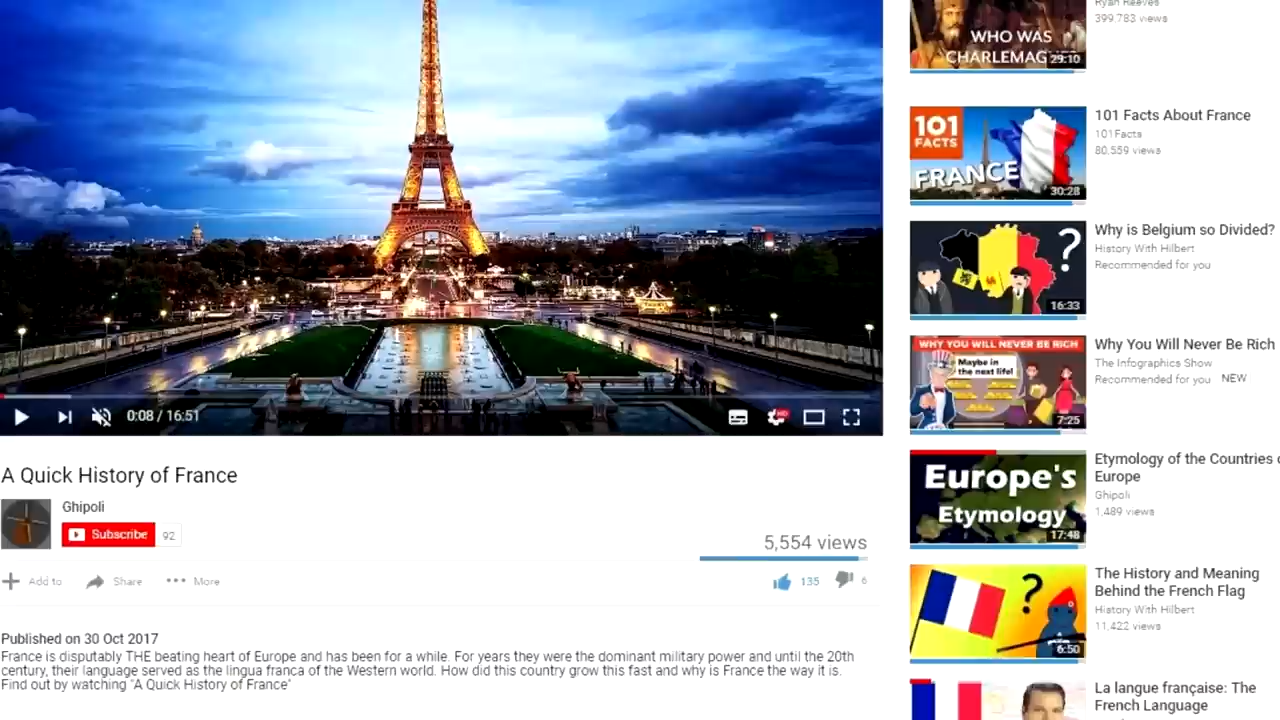 0:08 / 16:51
HD
A Quick History of France
Ghipoli
Subscribe 92
5,554 views
Add to Share More
135 6
Published on 30 Oct 2017
France is disputably THE beating heart of Europe and has been for a while. For years they were the dominant military power and until the 20th
century, their language served as the lingua franca of the Western world. How did this country grow this fast and why is France the way it is.
Find out by watching "A Quick History of France"
WHO WAS
29:10
Ryan Reeves
399,783 views
101
FACTS
FRANCE
30:28
101 Facts About France
101Facts
80,559 views
?
16:33
Why is Belgium so Divided?
History With Hilbert
Recommended for you
WHY YOU WILL NEVER BE RICH
Maybe in
the next life!
7:25
Why You Will Never Be Rich
The Infographics Show
Recommended for you NEW
Europe's
Etymology
17:48
Etymology of the Countries
Europe
Ghipoli
1,489 views
?
6:50
The History and Meaning
Behind the French Flag
History With Hilbert
11,422 views
La langue française: The
French Language